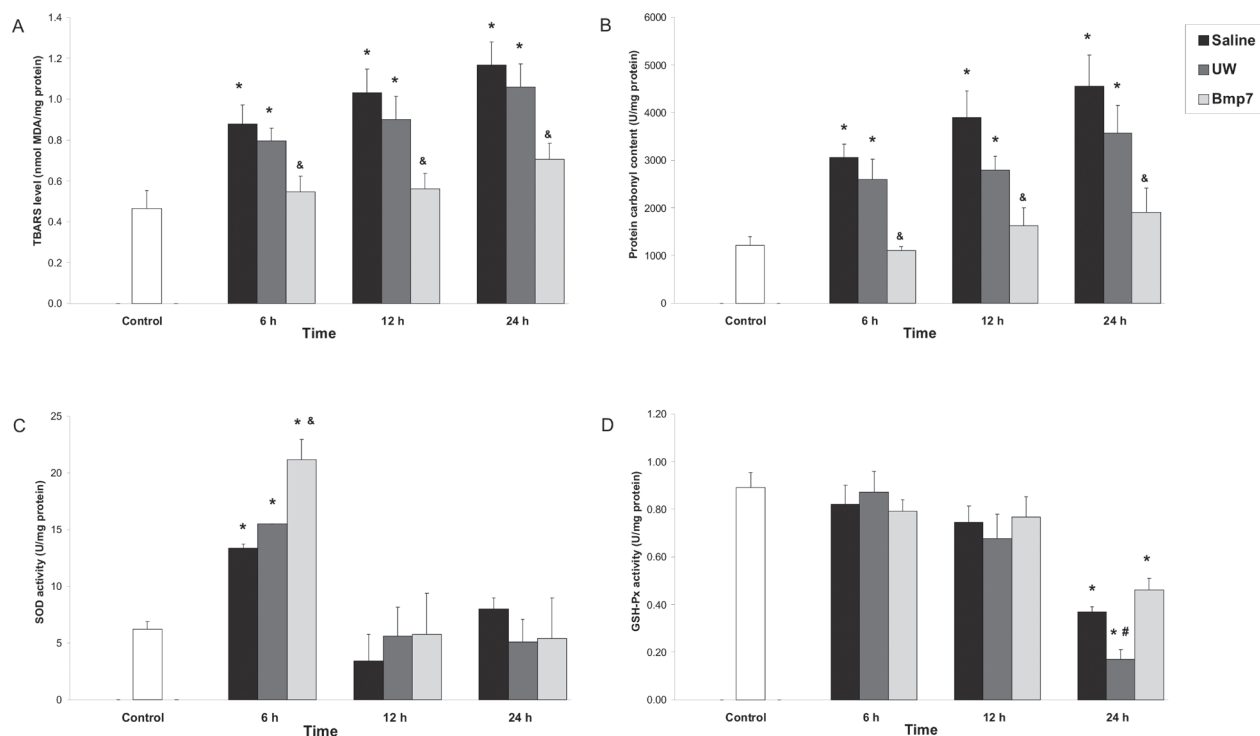 A
TBARS level (nmol MDA/mg protein)
1.4
1.2
1.0
0.8
0.6
0.4
0.2
0.0
* * * * * *
& & &
Control 6 h 12 h 24 h
Time
B
Protein carbonyl content (U/mg protein)
6000
5000
4000
3000
2000
1000
0
* * * * * *
& & &
Control 6 h 12 h 24 h
Time
Saline
UW
Bmp7
C
SOD activity (U/mg protein)
25
20
15
10
5
0
* * * &
Control 6 h 12 h 24 h
Time
D
GSH-Px activity (U/mg protein)
1.20
1.00
0.80
0.60
0.40
0.20
0.00
* * # *
Control 6 h 12 h 24 h
Time